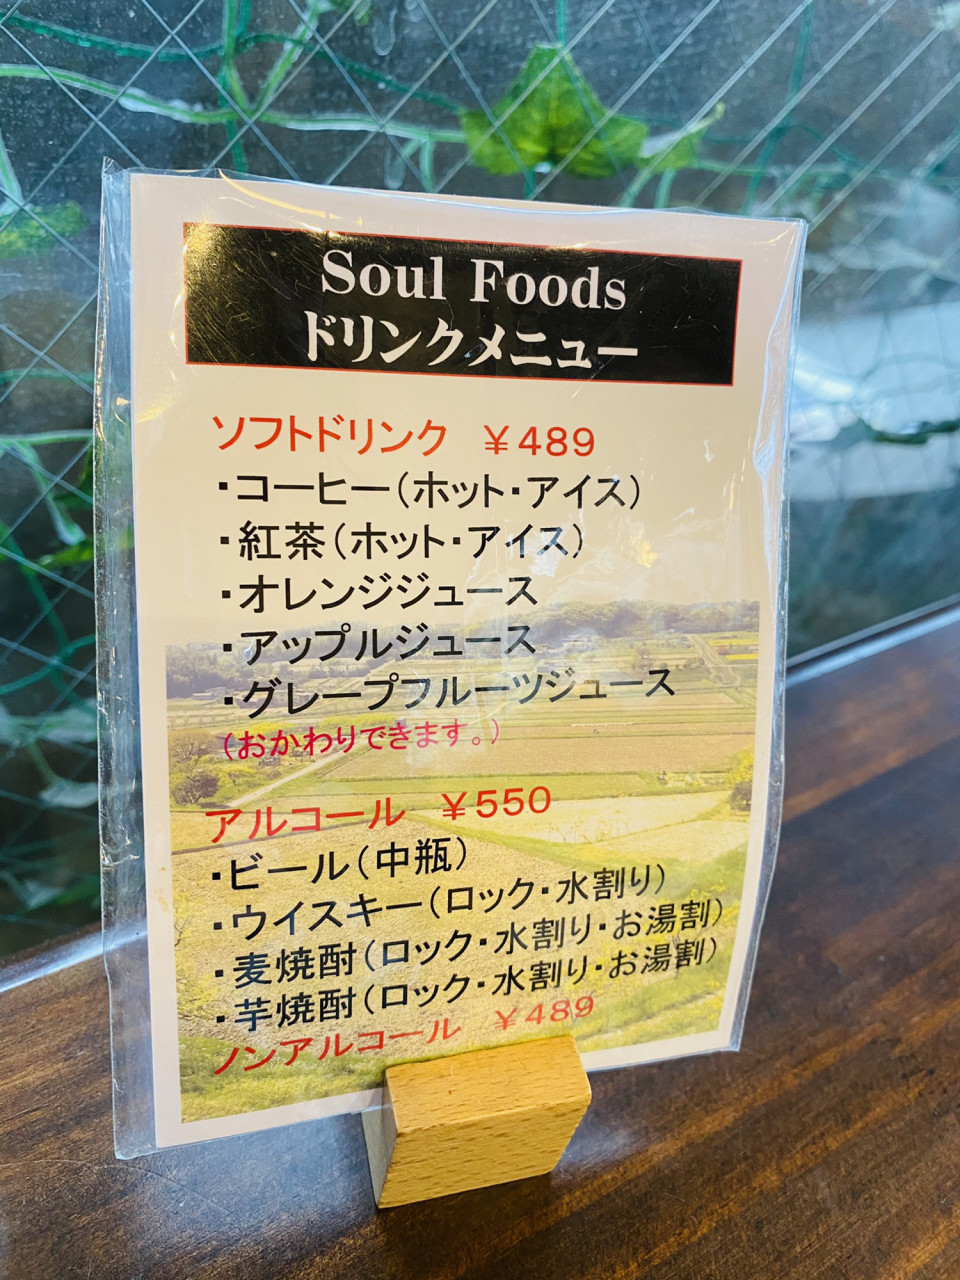 Soul Foods
ドリンクメニュー
ソフトドリンク ￥489
・コーヒー（ホット・アイス）
・紅茶（ホット・アイス）
・オレンジジュース
・アップルジュース
・グレープフルーツジュース
（おかわりできます。）
アルコール ￥550
・ビール（中瓶）
・ウイスキー（ロック・水割り）
・麦焼酎（ロック・水割り・お湯割）
・芋焼酎（ロック・水割り・お湯割）
ノンアルコール ￥489